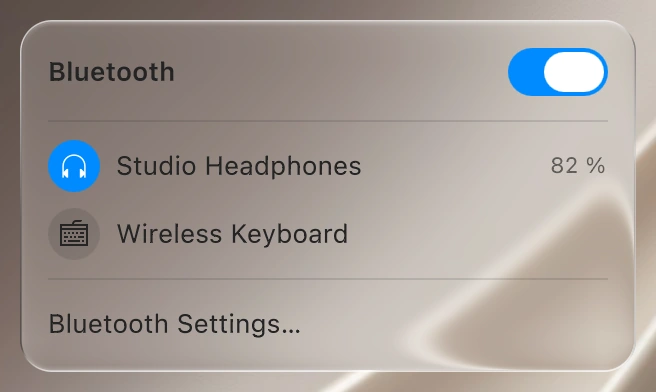 Bluetooth
Studio Headphones 82 %
Wireless Keyboard
Bluetooth Settings...